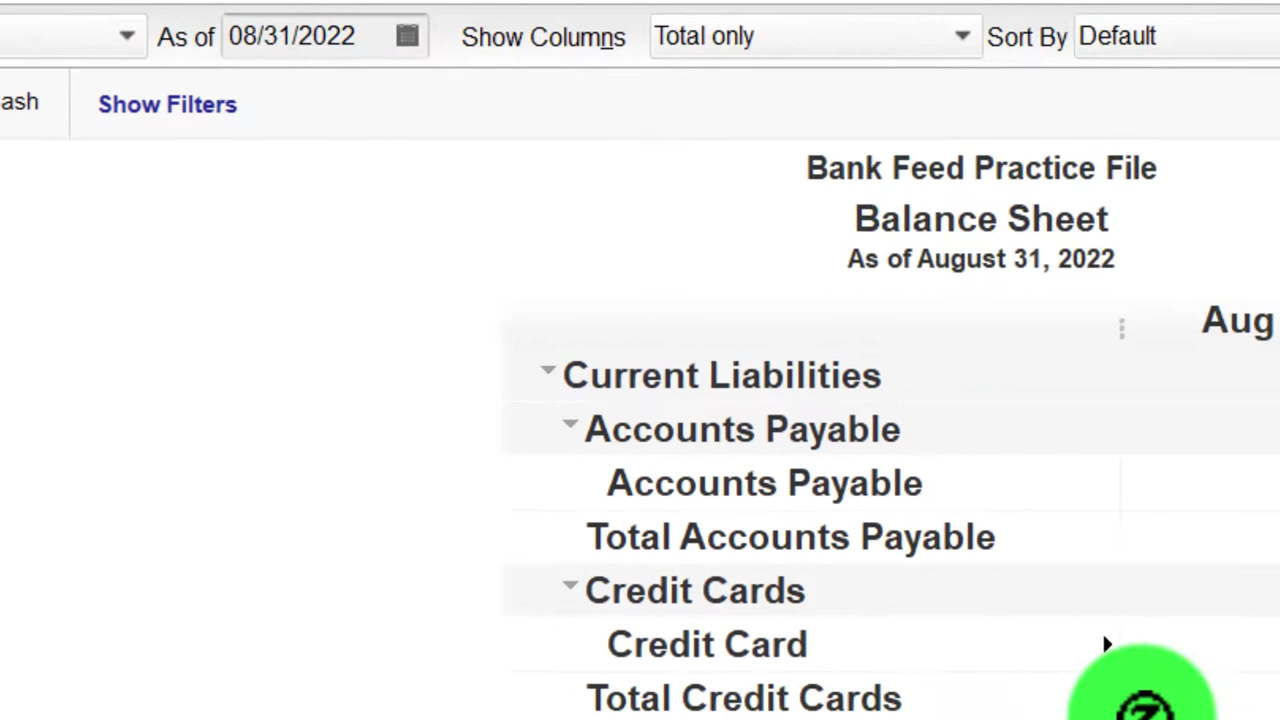 As of 08/31/2022 Show Columns Total only Sort By Default
ash Show Filters
Bank Feed Practice File
Balance Sheet
As of August 31, 2022
Aug
Current Liabilities
Accounts Payable
Accounts Payable
Total Accounts Payable
Credit Cards
Credit Card
Total Credit Cards